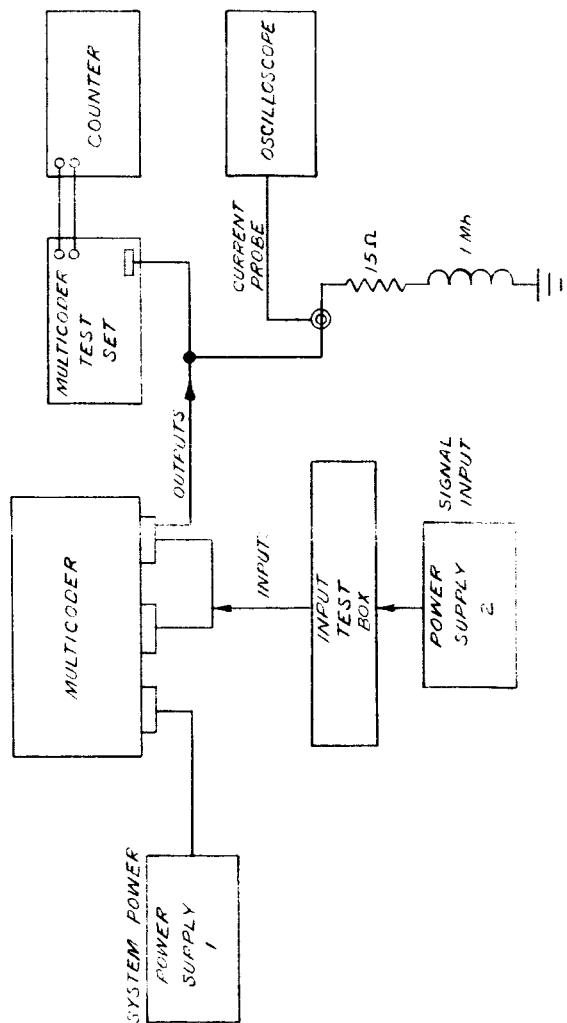 SYSTEM POWER
POWER
SUPPLY
1
MULTICODER
INPUT
OUTPUTS
INPUT
TEST
BOX
POWER
SUPPLY
2
SIGNAL
INPUT
MULTICODER
TEST
SET
COUNTER
CURRENT
PROBE
OSCILLOSCOPE
15Ω
1 Mh